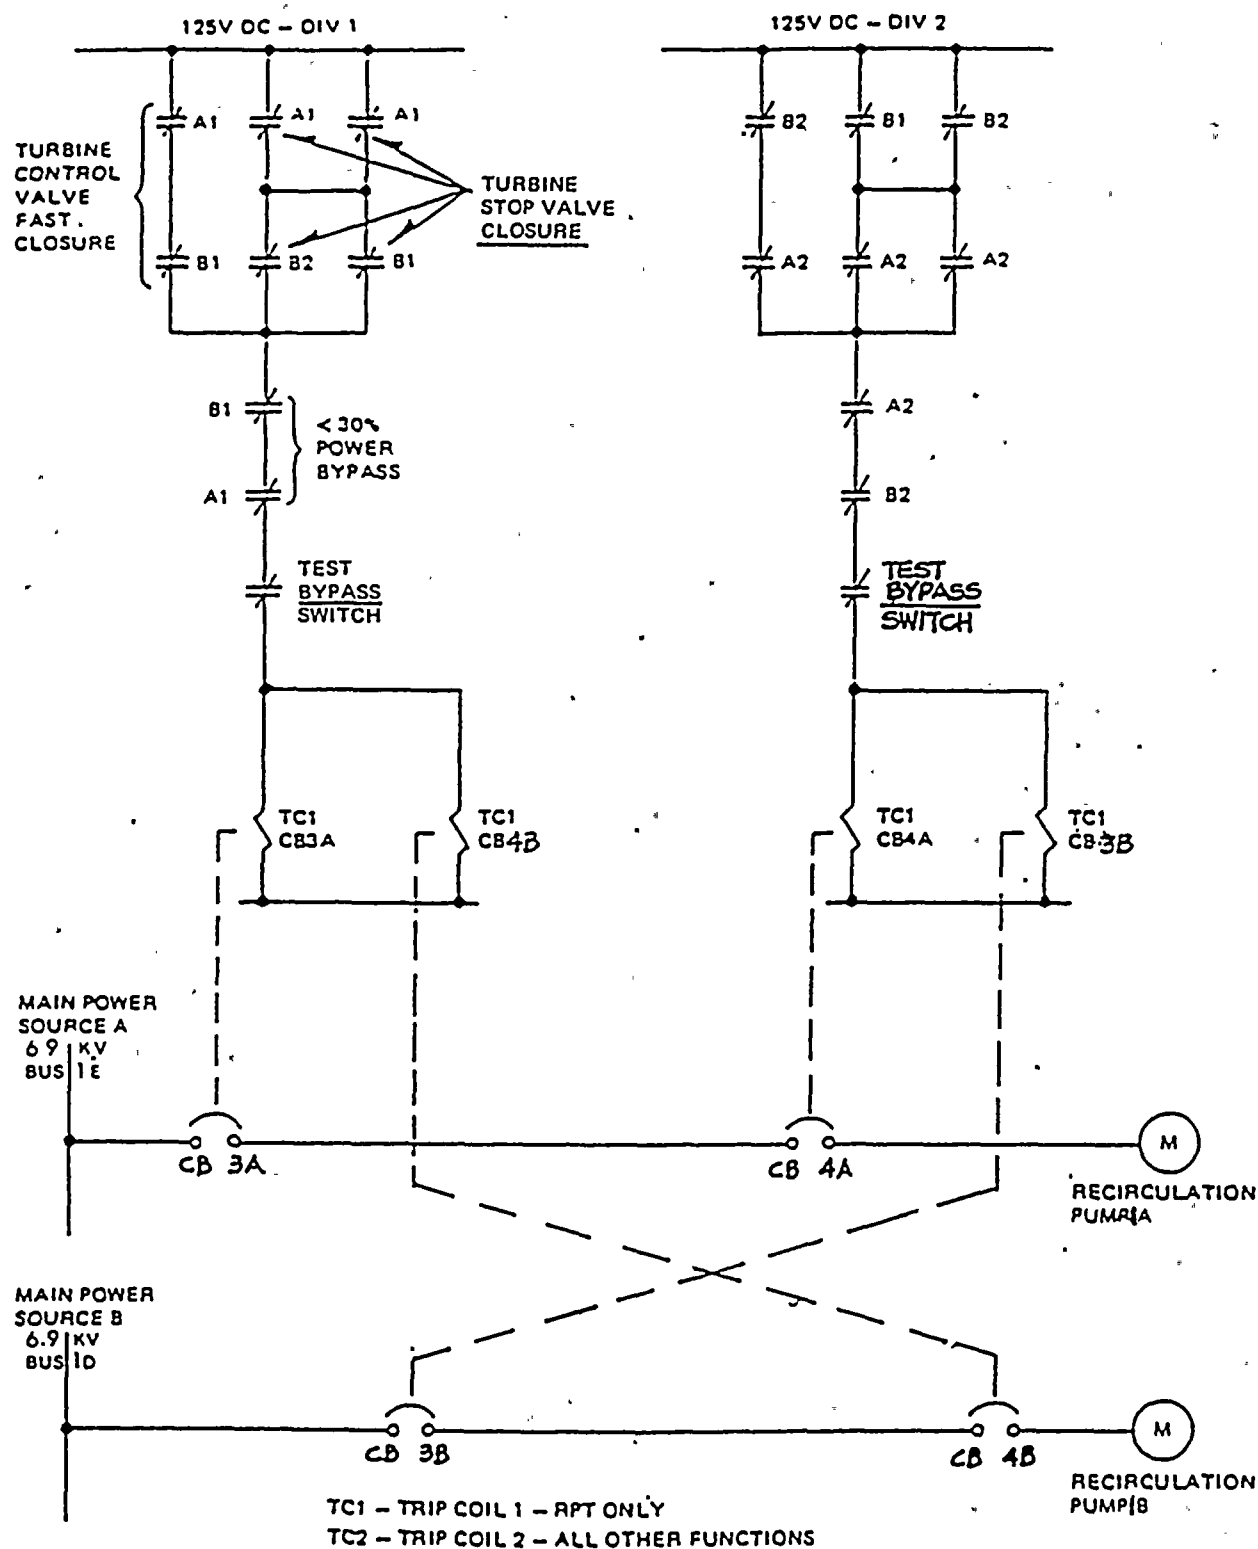 125V DC – DIV 1
125V DC – DIV 2
A1
A1
A1
B2
B1
B2
TURBINE
CONTROL
VALVE
FAST.
CLOSURE
TURBINE
STOP VALVE
CLOSURE
B1
B2
B1
A2
A2
A2
B1
<30%
POWER
BYPASS
A1
A2
B2
TEST
BYPASS
SWITCH
TEST
BYPASS
SWITCH
TC1
CB3A
TC1
CB4B
TC1
CB4A
TC1
CB3B
MAIN POWER
SOURCE A
6.9 KV
BUS 1E
CB 3A
CB 4A
M
RECIRCULATION
PUMP A
MAIN POWER
SOURCE B
6.9 KV
BUS 1D
CB 3B
CB 4B
M
RECIRCULATION
PUMP B
TC1 – TRIP COIL 1 – RPT ONLY
TC2 – TRIP COIL 2 – ALL OTHER FUNCTIONS